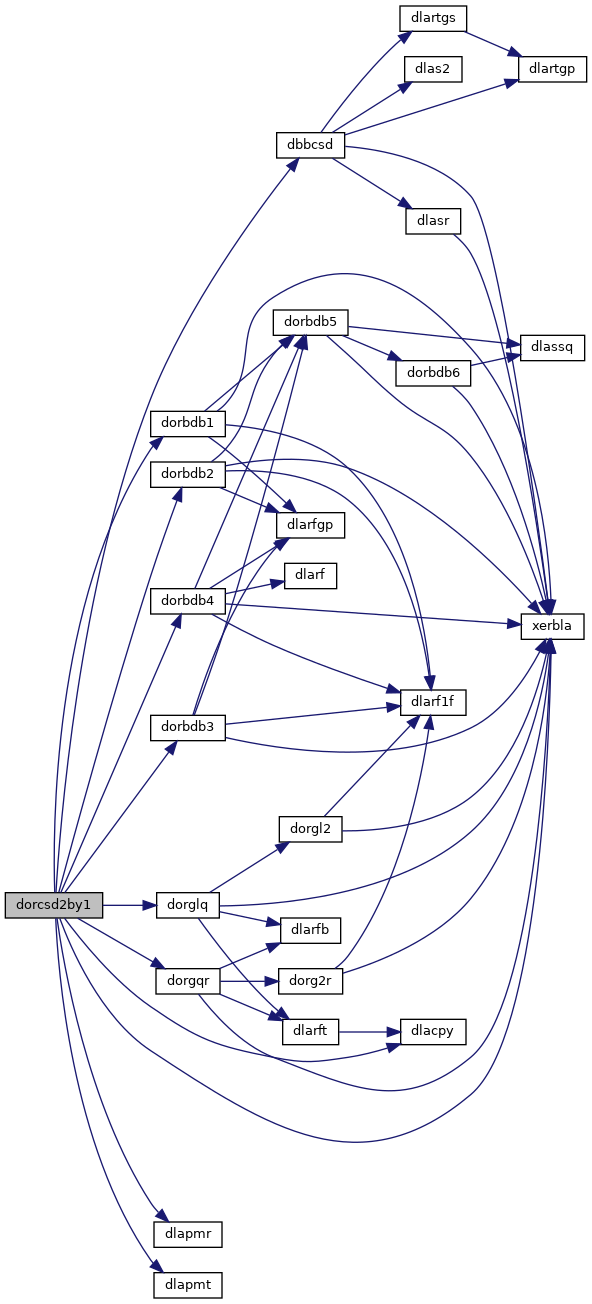 dlartgs
dlas2
dlartgp
dbbcsd
dlasr
dorbdb5
dlassq
dorbdb6
dorbdb1
dorbdb2
dlarfgp
dlarf
dorbdb4
xerbla
dlarf1f
dorbdb3
dorgl2
dorcsd2by1
dorglq
dlarfb
dorgqr
dorg2r
dlarft
dlacpy
dlapmr
dlapmt